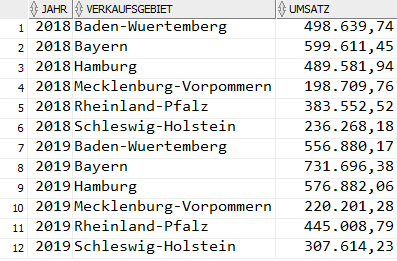 JAHR VERKAUFSGEBIET UMSATZ
1 2018 Baden-Wuertemberg 498.639,74
2 2018 Bayern 599.611,45
3 2018 Hamburg 489.581,94
4 2018 Mecklenburg-Vorpommern 198.709,76
5 2018 Rheinland-Pfalz 383.552,52
6 2018 Schleswig-Holstein 236.268,18
7 2019 Baden-Wuertemberg 556.880,17
8 2019 Bayern 731.696,38
9 2019 Hamburg 576.882,06
10 2019 Mecklenburg-Vorpommern 220.201,28
11 2019 Rheinland-Pfalz 445.008,79
12 2019 Schleswig-Holstein 307.614,23